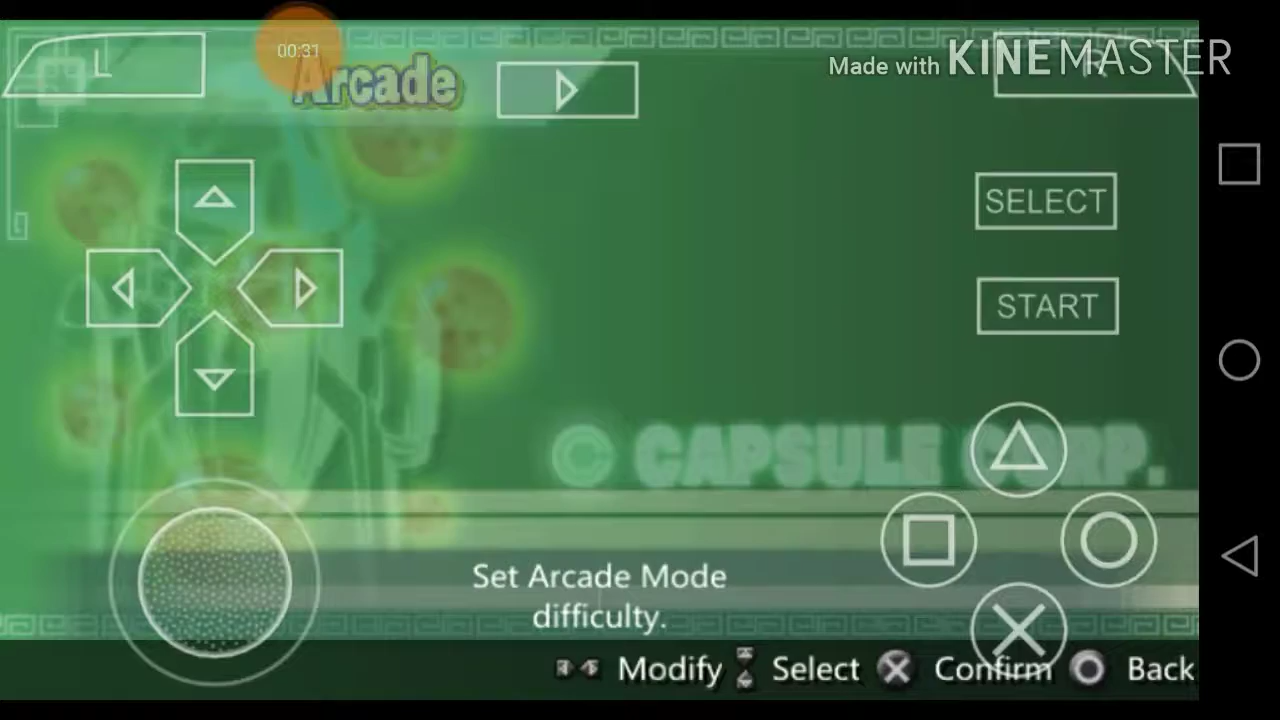 L
00:31
Arcade
Made with KINEMASTER
R
SELECT
START
© CAPSULE CORP.
Set Arcade Mode
difficulty.
Modify Select Confirm Back